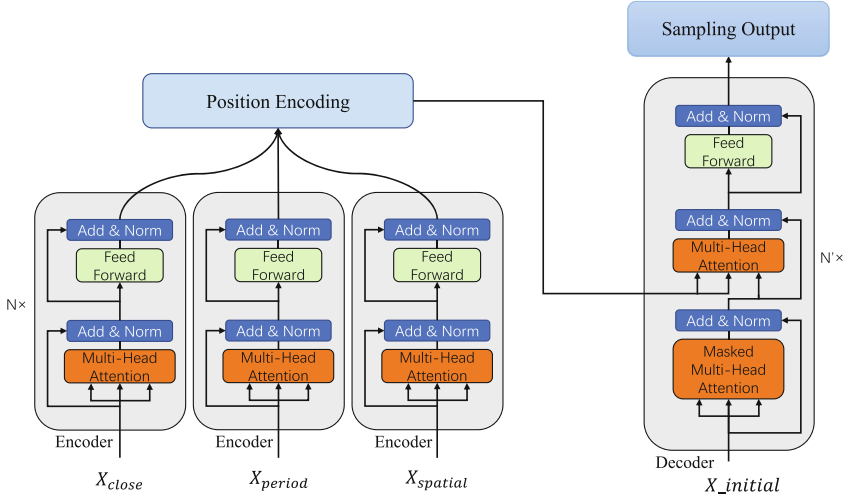 Sampling Output
Position Encoding
N×
Add & Norm
Feed
Forward
Add & Norm
Multi-Head
Attention
Encoder
X_close
Add & Norm
Feed
Forward
Add & Norm
Multi-Head
Attention
Encoder
X_period
Add & Norm
Feed
Forward
Add & Norm
Multi-Head
Attention
Encoder
X_spatial
Add & Norm
Feed
Forward
Add & Norm
Multi-Head
Attention
N'×
Add & Norm
Masked
Multi-Head
Attention
Decoder
X_initial